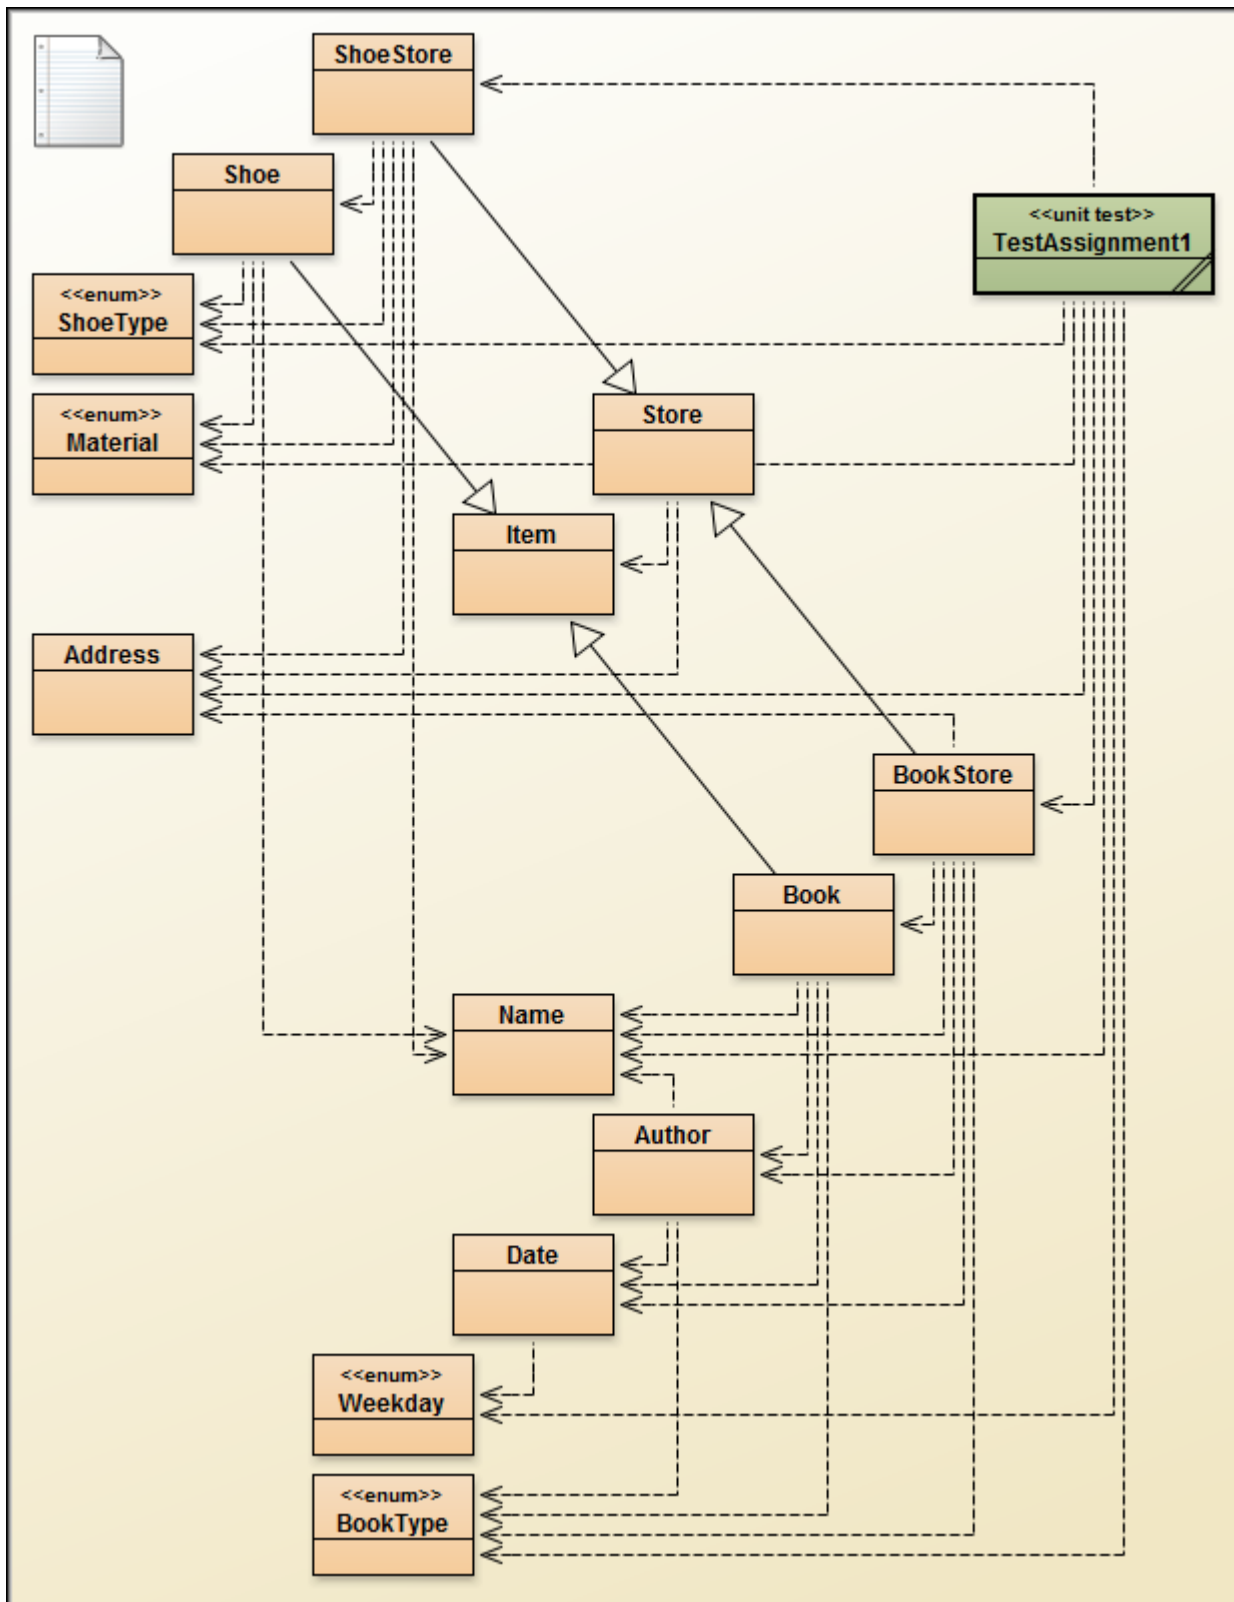 ShoeStore
Shoe
<<unit test>>
TestAssignment1
<<enum>>
ShoeType
<<enum>>
Material
Store
Item
Address
BookStore
Book
Name
Author
Date
<<enum>>
Weekday
<<enum>>
BookType